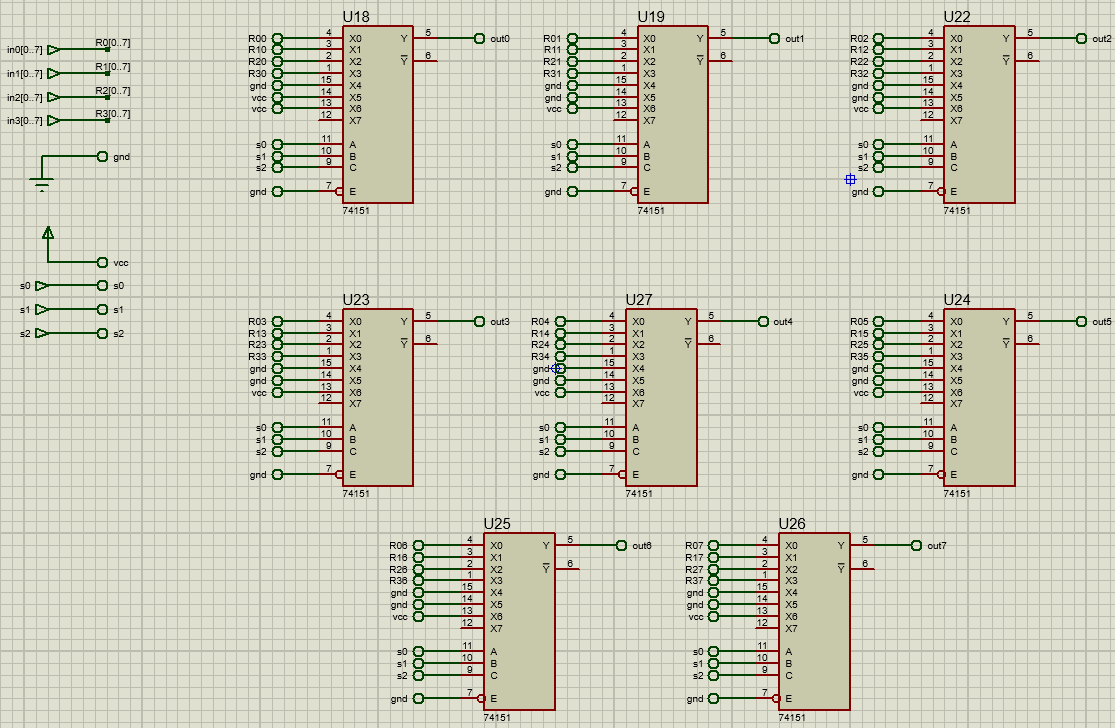 in0[0..7] R0[0..7]
in1[0..7] R1[0..7]
in2[0..7] R2[0..7]
in3[0..7] R3[0..7]
gnd
vcc
s0 s0
s1 s1
s2 s2
U18
R00 4 X0 Y 5 out0
R10 3 X1
R20 2 X2 Y̅ 6
R30 1 X3
gnd 15 X4
vcc 14 X5
vcc 13 X6
12 X7
s0 11 A
s1 10 B
s2 9 C
gnd 7 E
74151
U19
R01 4 X0 Y 5 out1
R11 3 X1
R21 2 X2 Y̅ 6
R31 1 X3
gnd 15 X4
gnd 14 X5
vcc 13 X6
12 X7
s0 11 A
s1 10 B
s2 9 C
gnd 7 E
74151
U22
R02 4 X0 Y 5 out2
R12 3 X1
R22 2 X2 Y̅ 6
R32 1 X3
gnd 15 X4
gnd 14 X5
vcc 13 X6
12 X7
s0 11 A
s1 10 B
s2 9 C
gnd 7 E
74151
U23
R03 4 X0 Y 5 out3
R13 3 X1
R23 2 X2 Y̅ 6
R33 1 X3
gnd 15 X4
gnd 14 X5
vcc 13 X6
12 X7
s0 11 A
s1 10 B
s2 9 C
gnd 7 E
74151
U27
R04 4 X0 Y 5 out4
R14 3 X1
R24 2 X2 Y̅ 6
R34 1 X3
gnd 15 X4
gnd 14 X5
vcc 13 X6
12 X7
s0 11 A
s1 10 B
s2 9 C
gnd 7 E
74151
U24
R05 4 X0 Y 5 out5
R15 3 X1
R25 2 X2 Y̅ 6
R35 1 X3
gnd 15 X4
gnd 14 X5
vcc 13 X6
12 X7
s0 11 A
s1 10 B
s2 9 C
gnd 7 E
74151
U25
R06 4 X0 Y 5 out6
R16 3 X1
R26 2 X2 Y̅ 6
R36 1 X3
gnd 15 X4
gnd 14 X5
vcc 13 X6
12 X7
s0 11 A
s1 10 B
s2 9 C
gnd 7 E
74151
U26
R07 4 X0 Y 5 out7
R17 3 X1
R27 2 X2 Y̅ 6
R37 1 X3
gnd 15 X4
gnd 14 X5
vcc 13 X6
12 X7
s0 11 A
s1 10 B
s2 9 C
gnd 7 E
74151